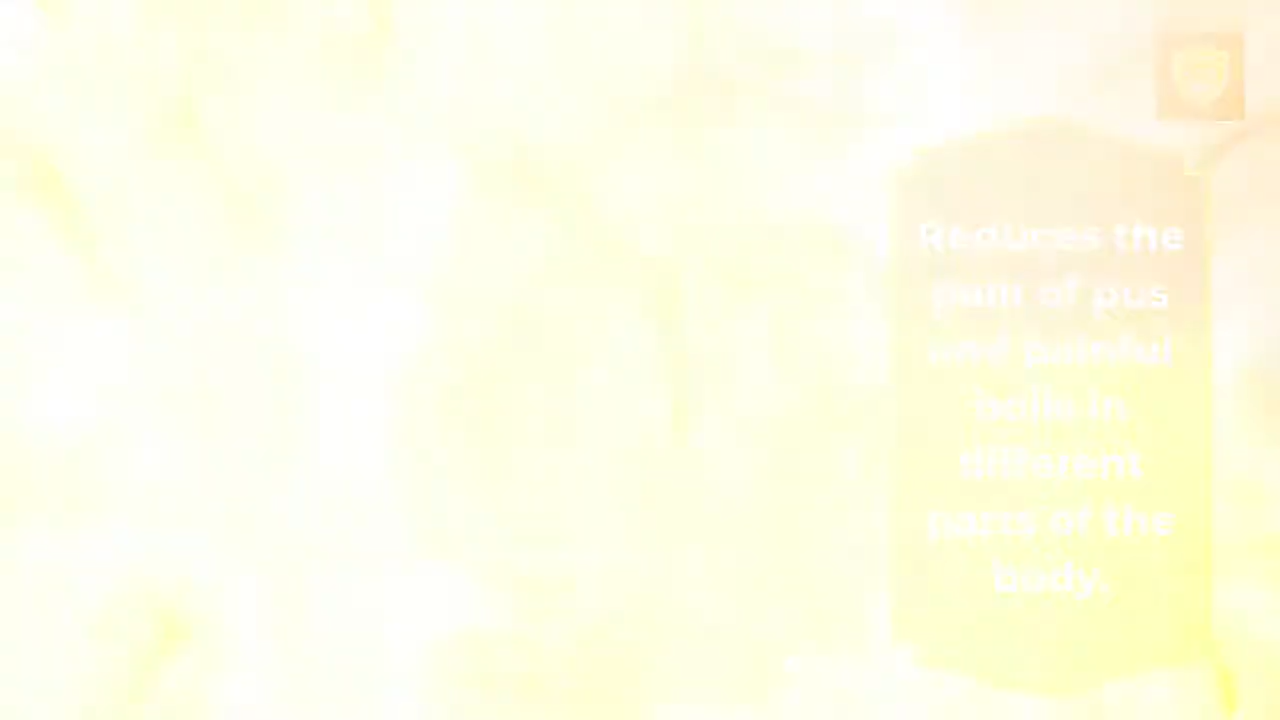 Reduces the
pain of pus
and painful
boils in
different
parts of the
body.